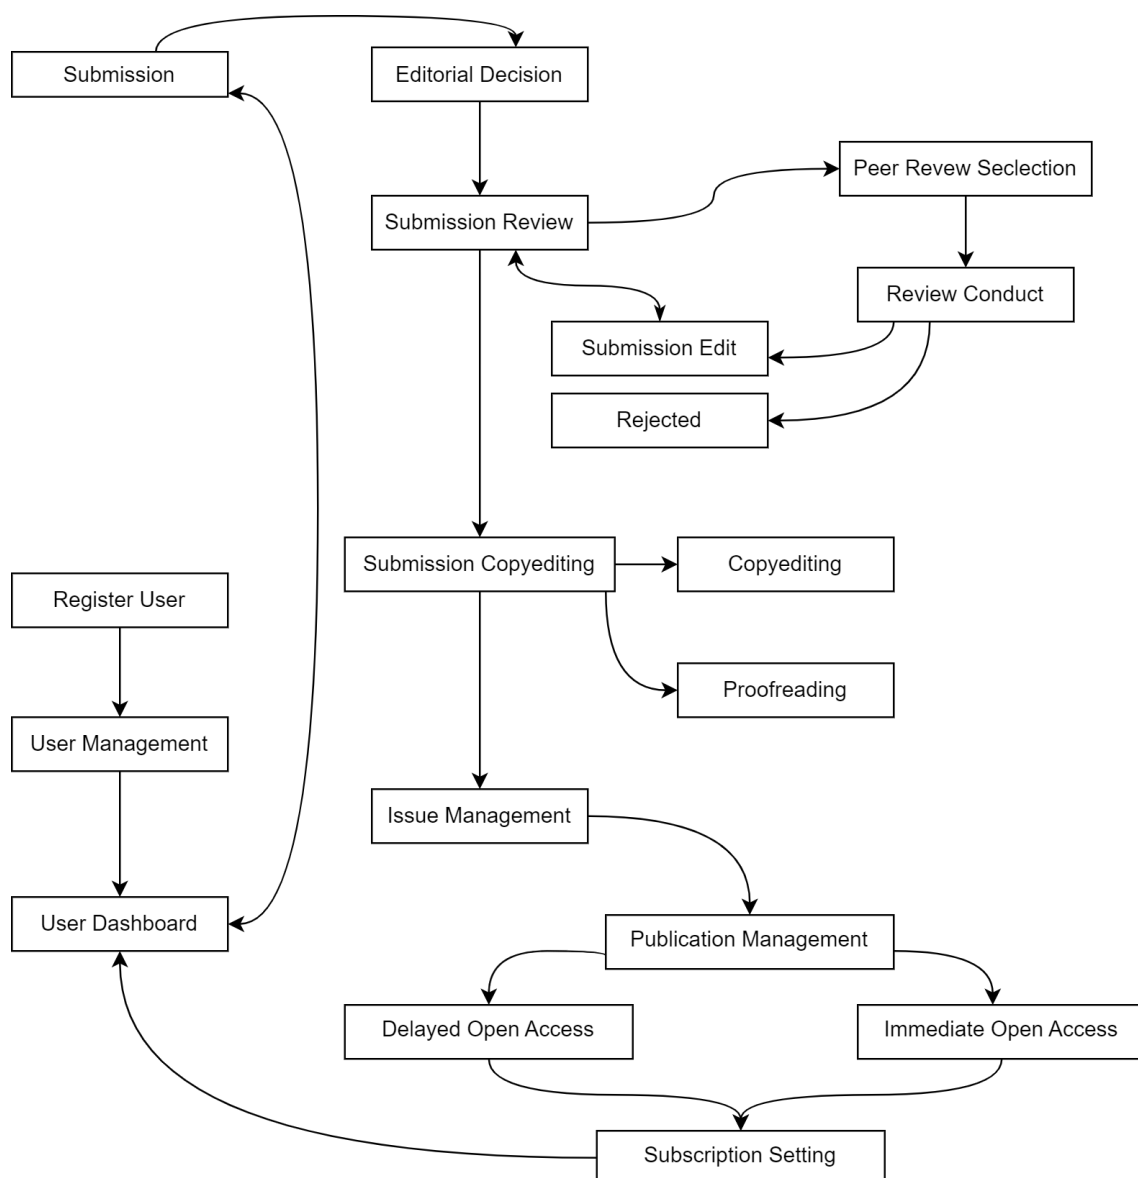 Submission
Editorial Decision
Peer Revew Seclection
Submission Review
Review Conduct
Submission Edit
Rejected
Submission Copyediting
Copyediting
Register User
Proofreading
User Management
Issue Management
User Dashboard
Publication Management
Delayed Open Access
Immediate Open Access
Subscription Setting